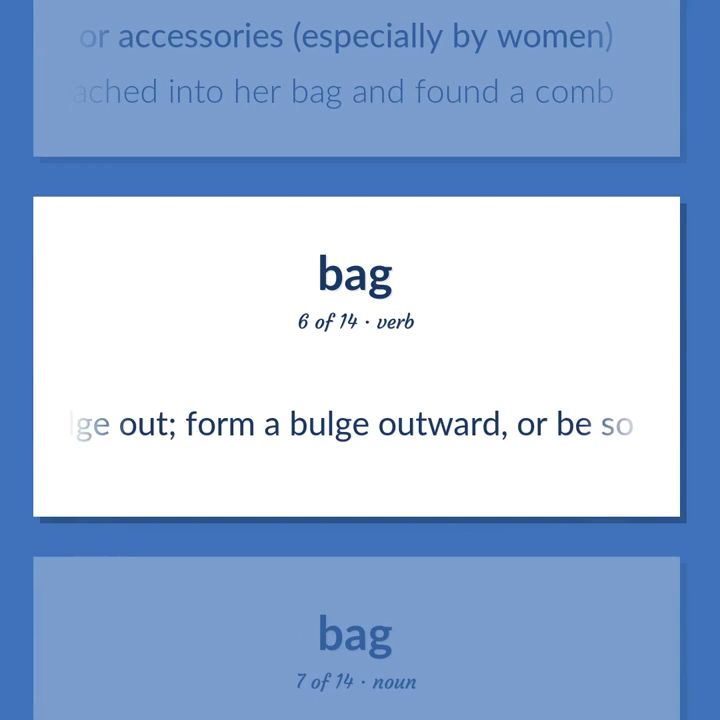 or accessories (especially by women)
ached into her bag and found a comb
bag
6 of 14 · verb
lge out; form a bulge outward, or be so
bag
7 of 14 · noun